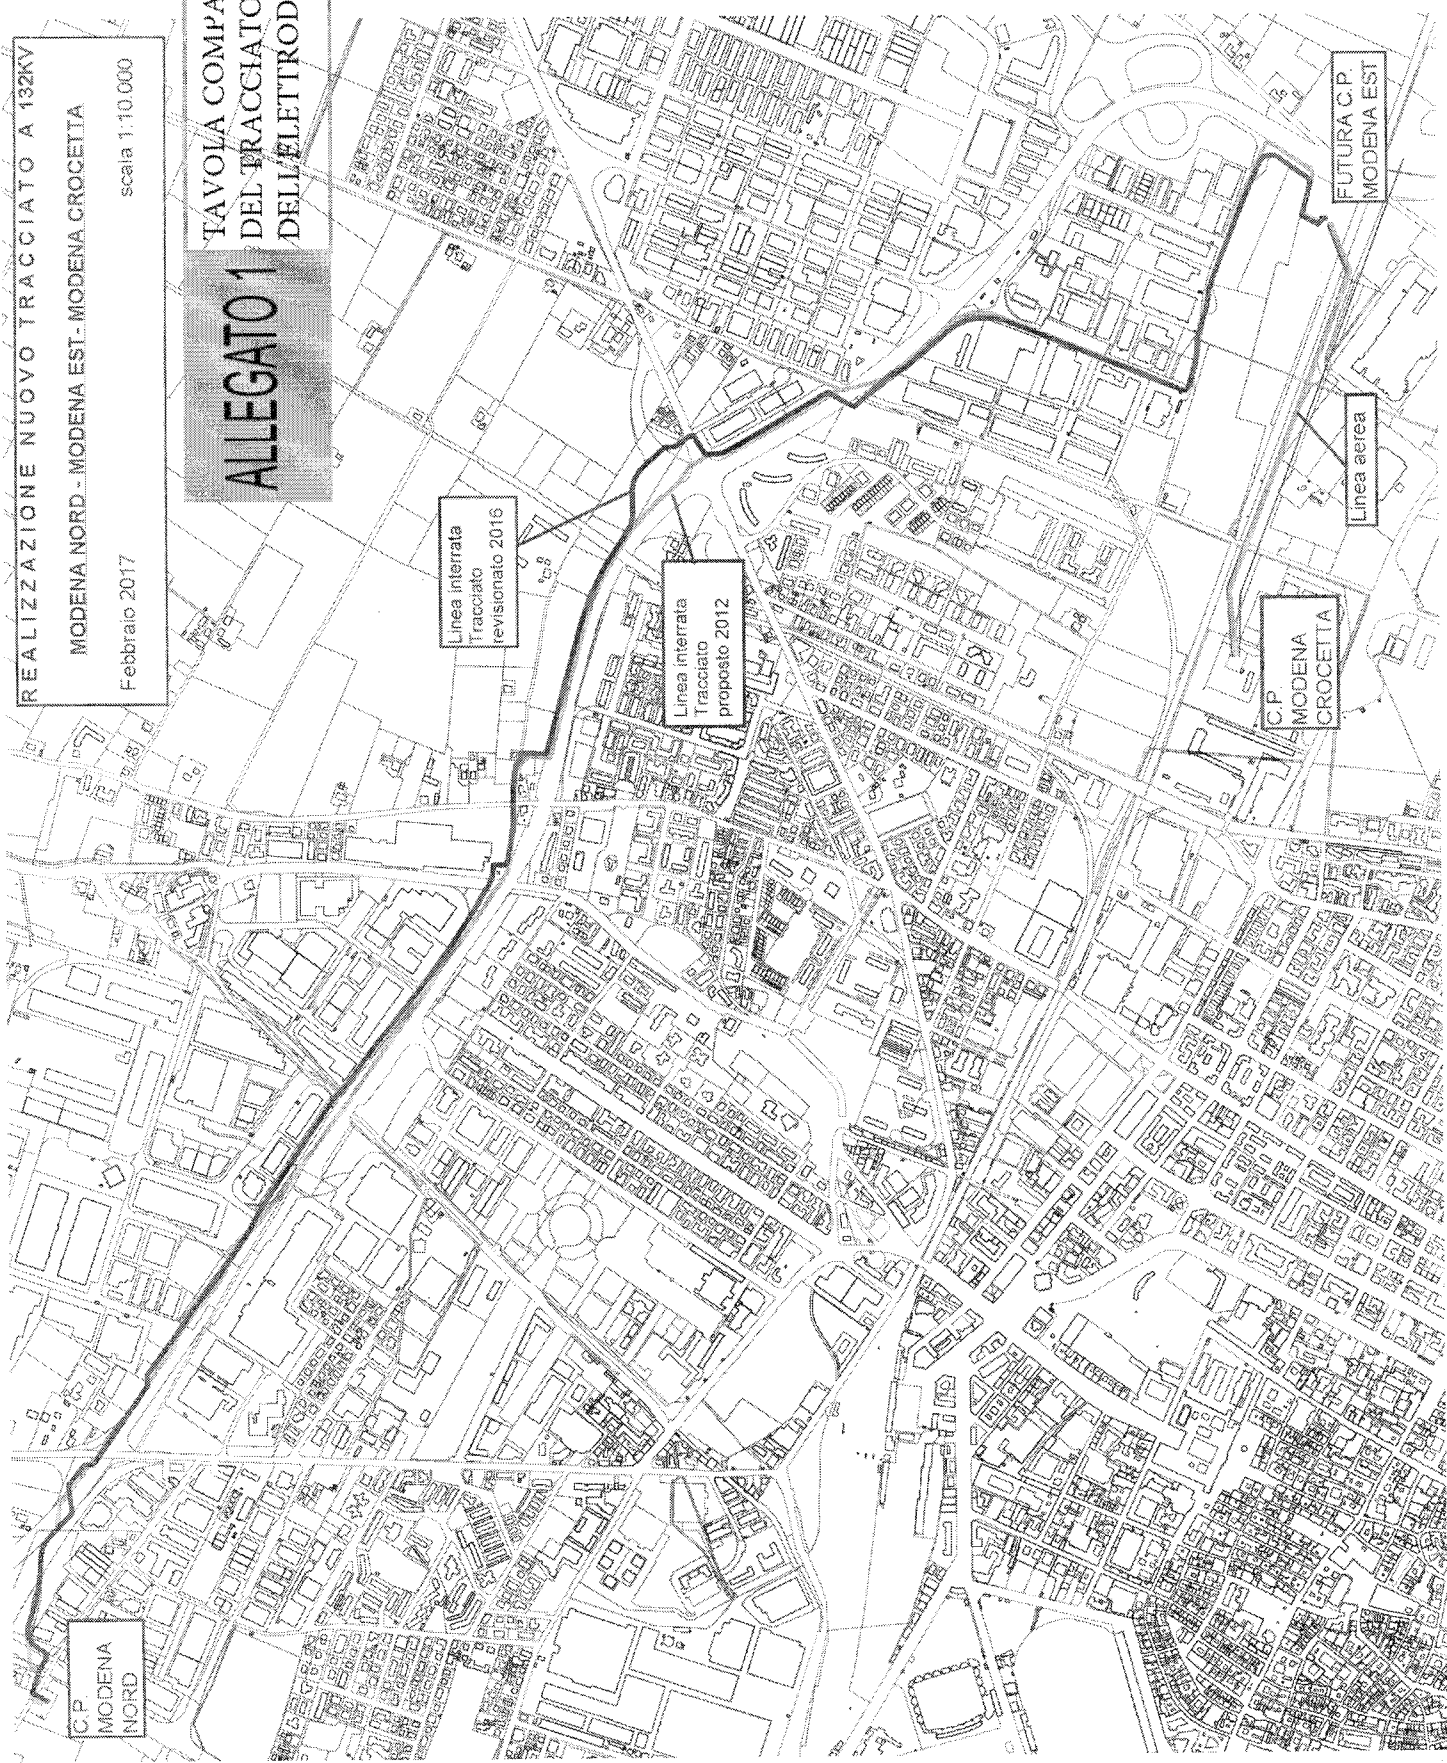 REALIZZAZIONE NUOVO TRACCIATO A 132KV
MODENA NORD - MODENA EST - MODENA CROCETTA
Febbraio 2017
scala 1:10.000
ALLEGATO 1
TAVOLA COMPA
DEL TRACCIATO
DELL'ELETTROD
C.P.
MODENA
NORD
Linea interrata
Tracciato
revisionato 2016
Linea interrata
Tracciato
proposto 2012
C.P.
MODENA
CROCETTA
Linea aerea
FUTURA C.P.
MODENA EST